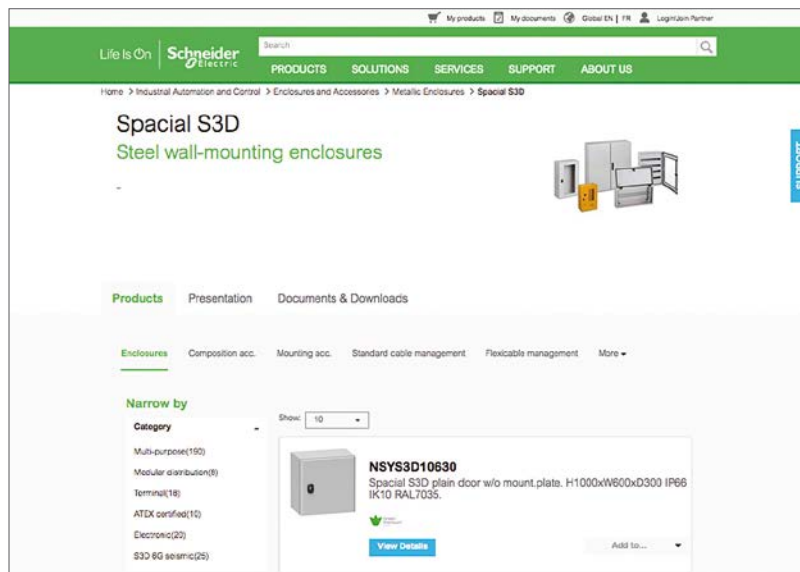 My products My documents Global EN | FR Login/Join Partner
Life Is On | Schneider Electric
Search
PRODUCTS SOLUTIONS SERVICES SUPPORT ABOUT US
Home > Industrial Automation and Control > Enclosures and Accessories > Metallic Enclosures > Spacial S3D
Spacial S3D
Steel wall-mounting enclosures
-
SUPPORT
Products Presentation Documents & Downloads
Enclosures Composition acc. Mounting acc. Standard cable management Flexicable management More
Narrow by
Show: 10
Category -
Multi-purpose(190)
Modular distribution(8)
Terminal(18)
ATEX certified(10)
Electronic(20)
S3D 6G seismic(25)
NSYS3D10630
Spacial S3D plain door w/o mount.plate. H1000xW600xD300 IP66
IK10 RAL7035.
View Details
Add to...